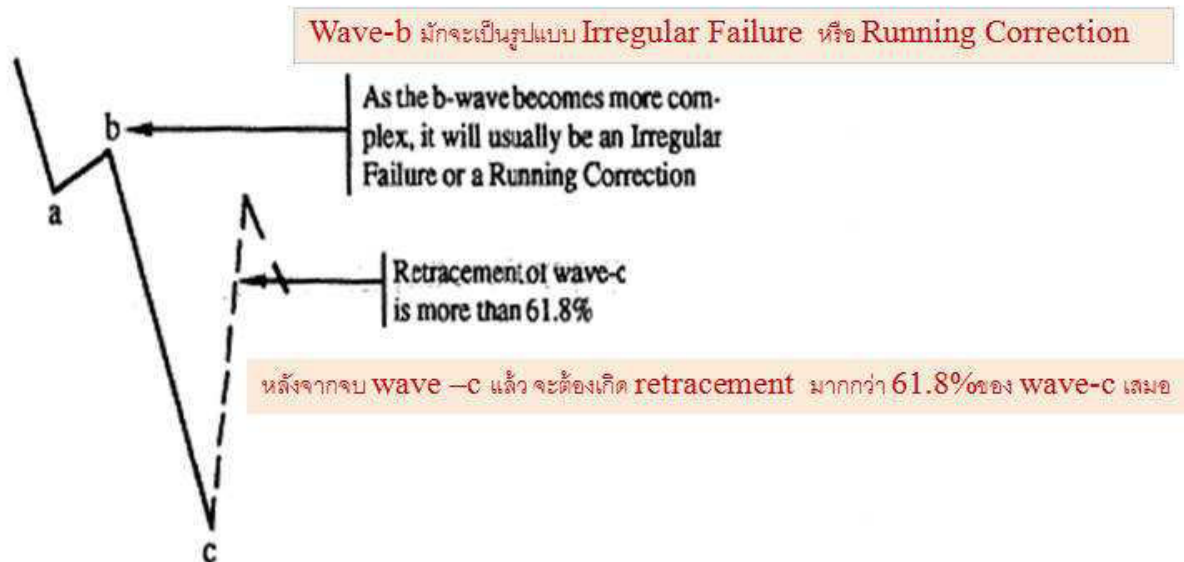 Wave-b มักจะเป็นรูปแบบ Irregular Failure หรือ Running Correction
As the b-wave becomes more com-
plex, it will usually be an Irregular
Failure or a Running Correction
b
a
Retracement of wave-c
is more than 61.8%
หลังจากจบ wave –c แล้ว จะต้องเกิด retracement มากกว่า 61.8%ของ wave-c เสมอ
c